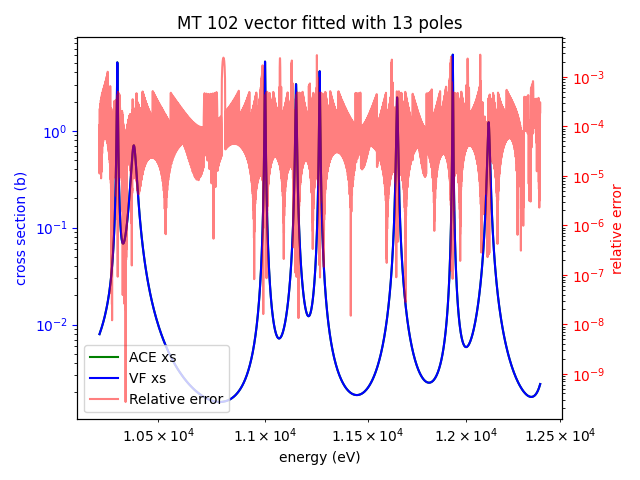 MT 102 vector fitted with 13 poles
10⁰
10⁻¹
10⁻²
cross section (b)
10⁻³
10⁻⁴
10⁻⁵
10⁻⁶
10⁻⁷
10⁻⁸
10⁻⁹
relative error
ACE xs
VF xs
Relative error
1.05 × 10⁴ 1.1 × 10⁴ 1.15 × 10⁴ 1.2 × 10⁴ 1.25 × 10⁴
energy (eV)